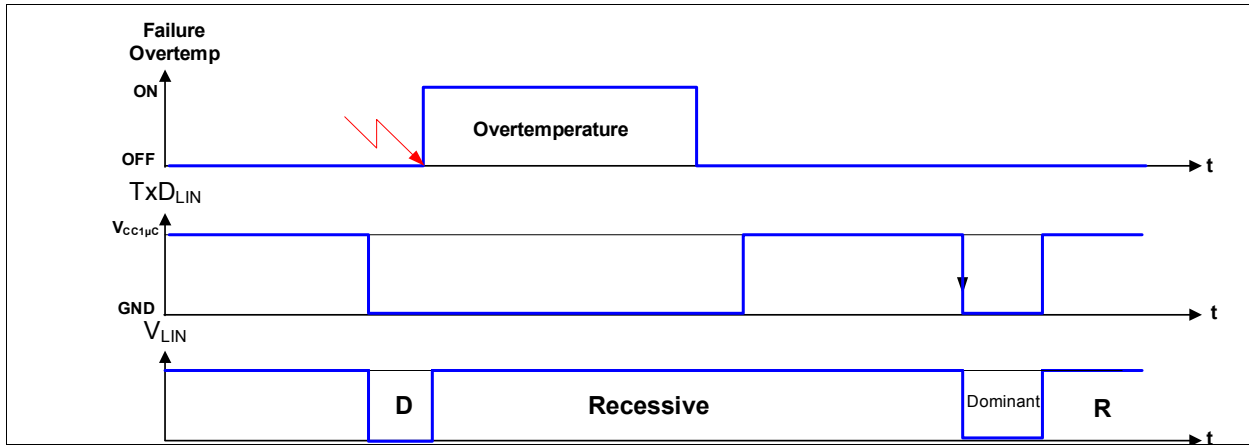 Failure
Overtemp
ON
Overtemperature
OFF
t
TxDLIN
VCC1µC
GND
t
VLIN
D
Recessive
Dominant
R
t